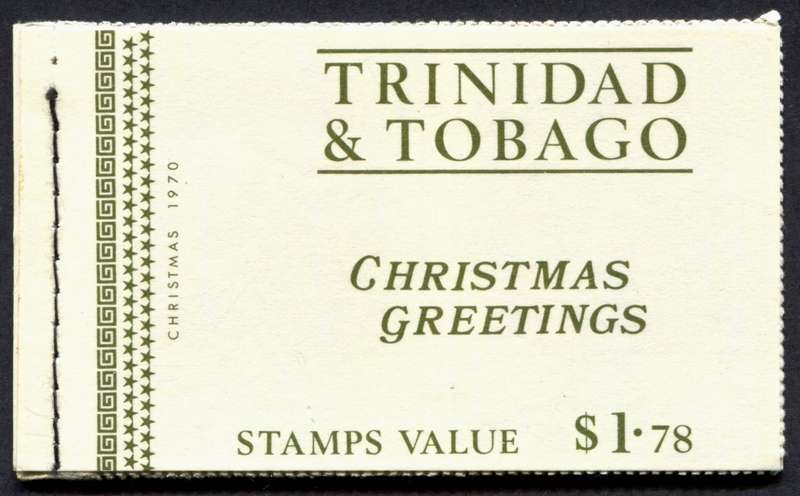 TRINIDAD
& TOBAGO
CHRISTMAS 1970
CHRISTMAS
GREETINGS
STAMPS VALUE $1·78